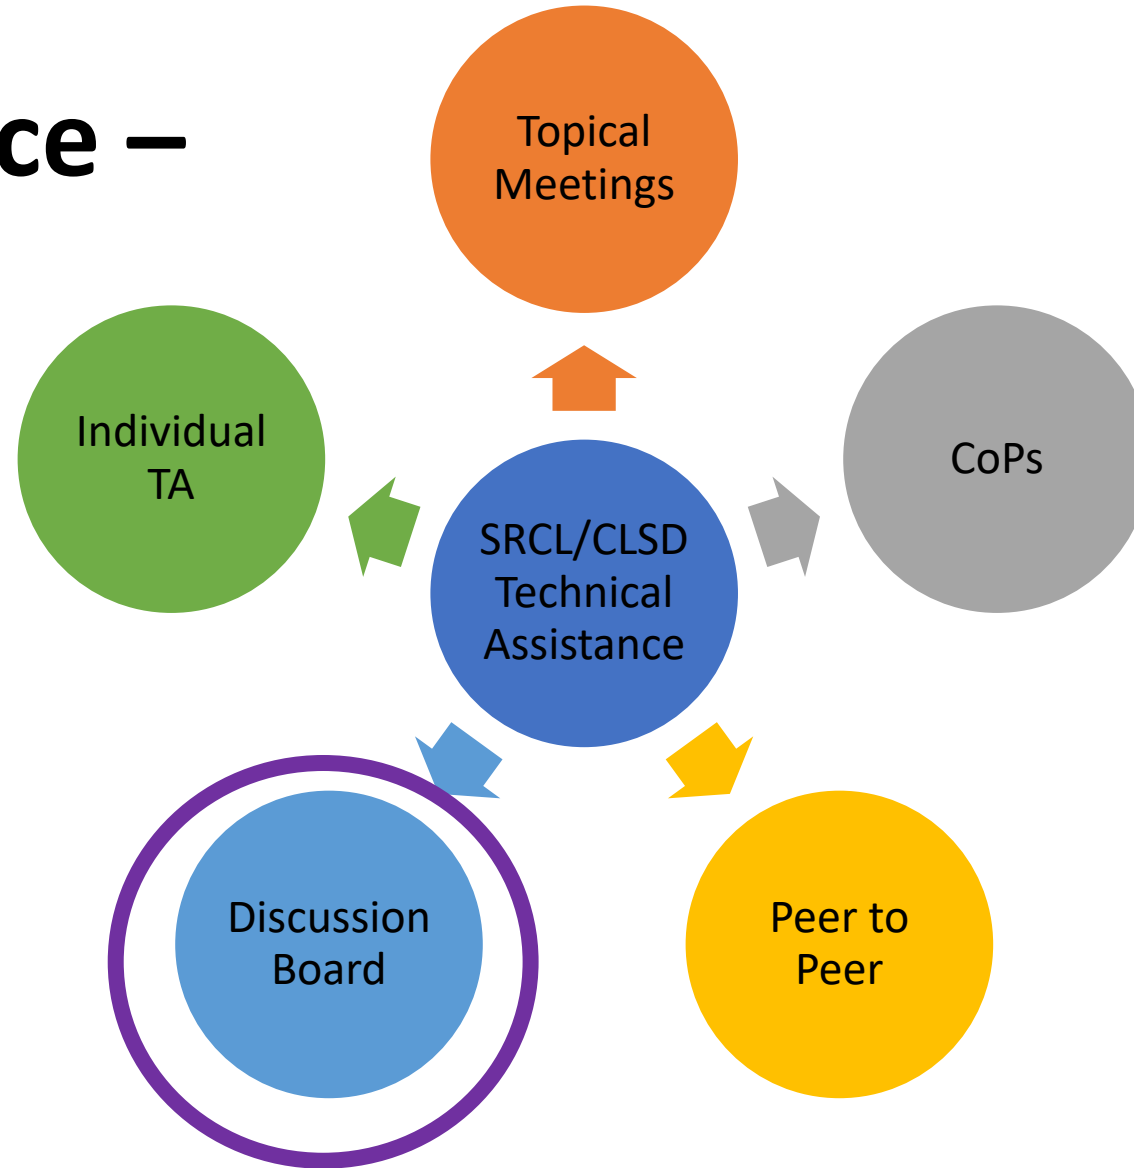 ce –
Topical
Meetings
Individual
TA
CoPs
SRCL/CLSD
Technical
Assistance
Discussion
Board
Peer to
Peer